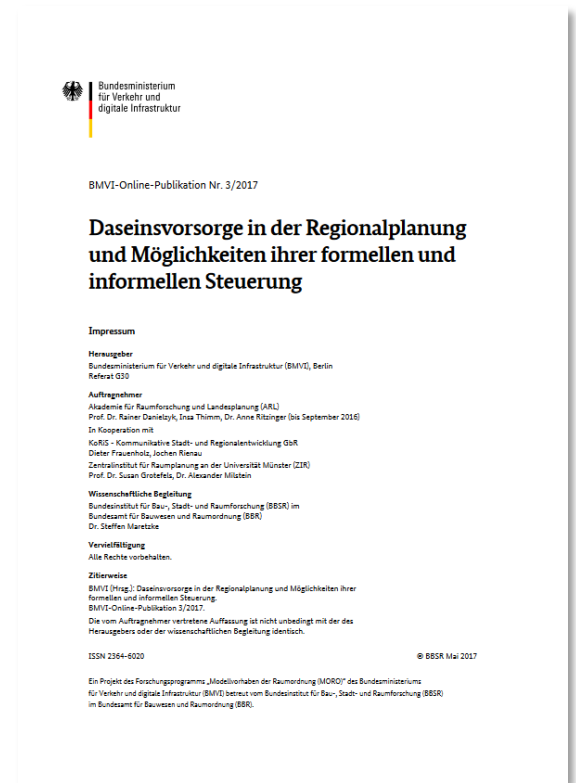 Bundesministerium
für Verkehr und
digitale Infrastruktur
BMVI-Online-Publikation Nr. 3/2017
Daseinsvorsorge in der Regionalplanung
und Möglichkeiten ihrer formellen und
informellen Steuerung
Impressum
Herausgeber
Bundesministerium für Verkehr und digitale Infrastruktur (BMVI), Berlin
Referat G30
Auftragnehmer
Akademie für Raumforschung und Landesplanung (ARL)
Prof. Dr. Rainer Danielzyk, Insa Thimm, Dr. Anne Ritzinger (bis September 2016)
In Kooperation mit
KoRiS - Kommunikative Stadt- und Regionalentwicklung GbR
Dieter Frauenholz, Jochen Rienau
Zentralinstitut für Raumplanung an der Universität Münster (ZIR)
Prof. Dr. Susan Grotefels, Dr. Alexander Milstein
Wissenschaftliche Begleitung
Bundesinstitut für Bau-, Stadt- und Raumforschung (BBSR) im
Bundesamt für Bauwesen und Raumordnung (BBR)
Dr. Steffen Maretzke
Vervielfältigung
Alle Rechte vorbehalten.
Zitierweise
BMVI (Hrsg.): Daseinsvorsorge in der Regionalplanung und Möglichkeiten ihrer
formellen und informellen Steuerung.
BMVI-Online-Publikation 3/2017.
Die vom Auftragnehmer vertretene Auffassung ist nicht unbedingt mit der des
Herausgebers oder der wissenschaftlichen Begleitung identisch.
ISSN 2364-6020 © BBSR Mai 2017
Ein Projekt des Forschungsprogramms „Modellvorhaben der Raumordnung (MORO)" des Bundesministeriums
für Verkehr und digitale Infrastruktur (BMVI) betreut vom Bundesinstitut für Bau-, Stadt- und Raumforschung (BBSR)
im Bundesamt für Bauwesen und Raumordnung (BBR).